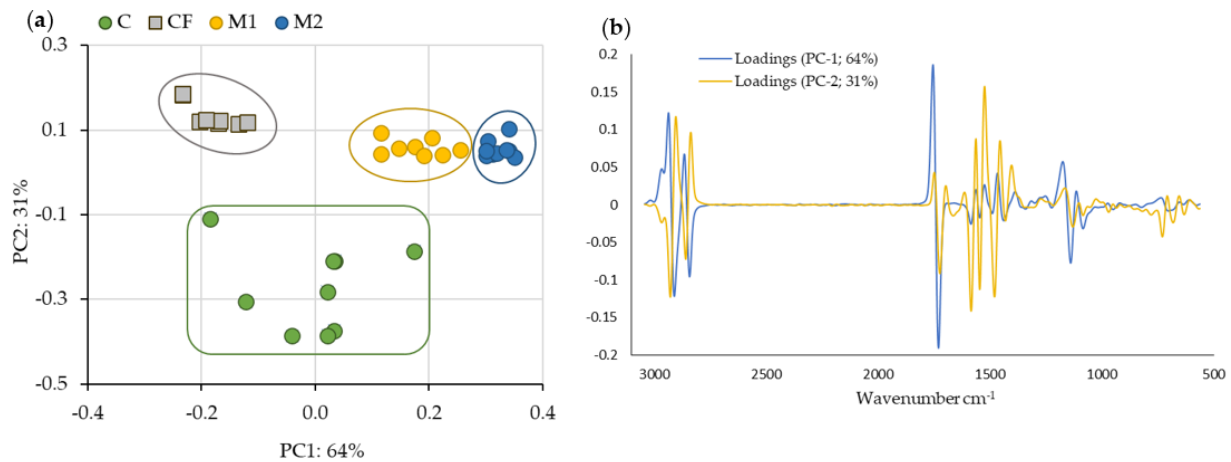 (a)
C CF M1 M2
0.3
0.1
-0.1
-0.3
-0.5
PC2: 31%
-0.4 -0.2 0.0 0.2 0.4
PC1: 64%
(b)
Loadings (PC-1; 64%)
Loadings (PC-2; 31%)
0.2
0.15
0.1
0.05
0
-0.05
-0.1
-0.15
-0.2
3000 2500 2000 1500 1000 500
Wavenumber cm-1